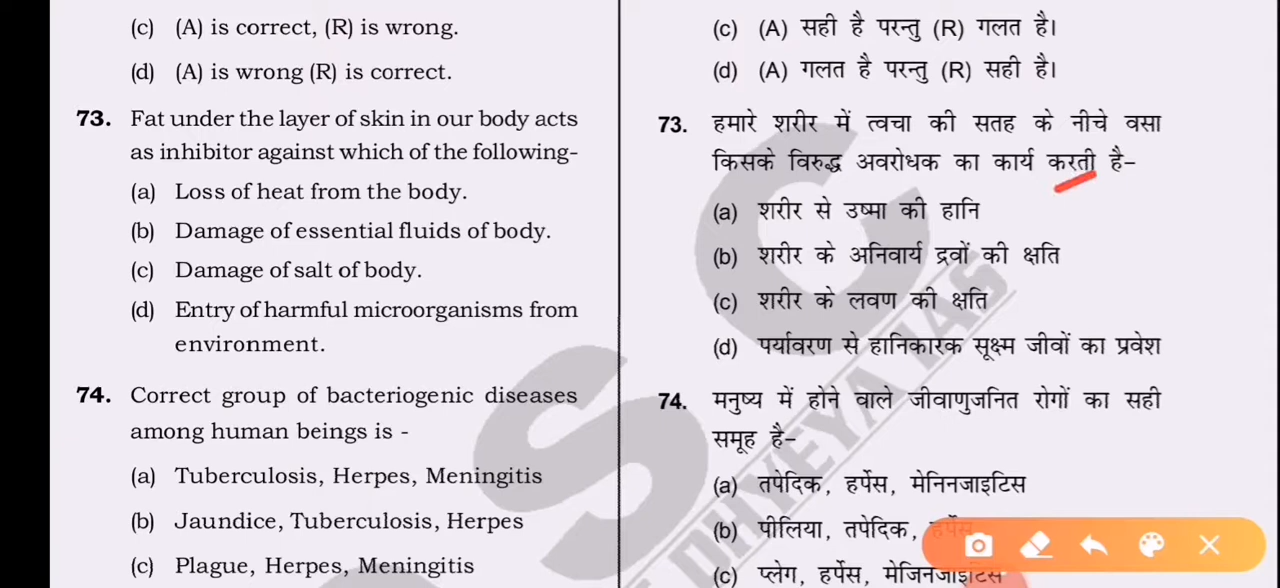 (c) (A) is correct, (R) is wrong.
(d) (A) is wrong (R) is correct.
73. Fat under the layer of skin in our body acts
as inhibitor against which of the following-
(a) Loss of heat from the body.
(b) Damage of essential fluids of body.
(c) Damage of salt of body.
(d) Entry of harmful microorganisms from
environment.
74. Correct group of bacteriogenic diseases
among human beings is -
(a) Tuberculosis, Herpes, Meningitis
(b) Jaundice, Tuberculosis, Herpes
(c) Plague, Herpes, Meningitis
(c) (A) सही है परन्तु (R) गलत है।
(d) (A) गलत है परन्तु (R) सही है।
73. हमारे शरीर में त्वचा की सतह के नीचे वसा
किसके विरुद्ध अवरोधक का कार्य करती है–
(a) शरीर से उष्मा की हानि
(b) शरीर के अनिवार्य द्रवों की क्षति
(c) शरीर के लवण की क्षति
(d) पर्यावरण से हानिकारक सूक्ष्म जीवों का प्रवेश
74. मनुष्य में होने वाले जीवाणुजनित रोगों का सही
समूह है–
(a) तपेदिक, हर्पेस, मेनिनजाइटिस
(b) पीलिया, तपेदिक, हर्पेस
(c) प्लेग, हर्पेस, मेजिनजाइटिस